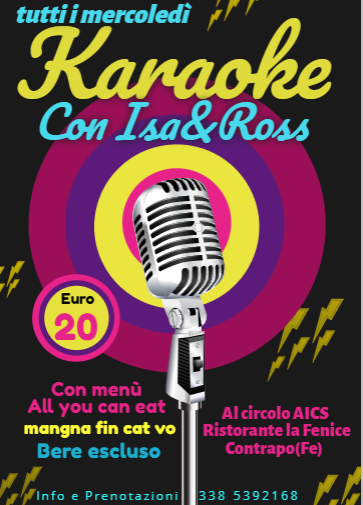 tutti i mercoledì
Karaoke
Con Isa&Ross
Euro
20
Con menù
All you can eat
mangna fin cat vo
Bere escluso
Al circolo AICS
Ristorante la Fenice
Contrapo(Fe)
Info e Prenotazioni 338 5392168